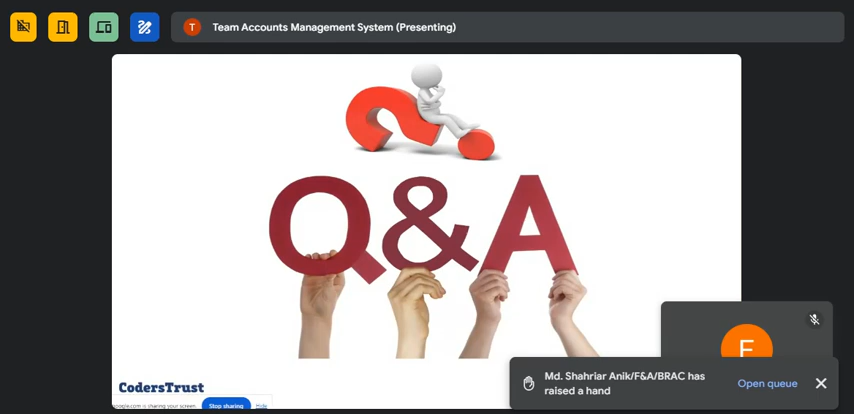 T Team Accounts Management System (Presenting)
Q&A
CodersTrust
google.com is sharing your screen. Stop sharing Hide
E
Md. Shahriar Anik/F&A/BRAC has
raised a hand
Open queue